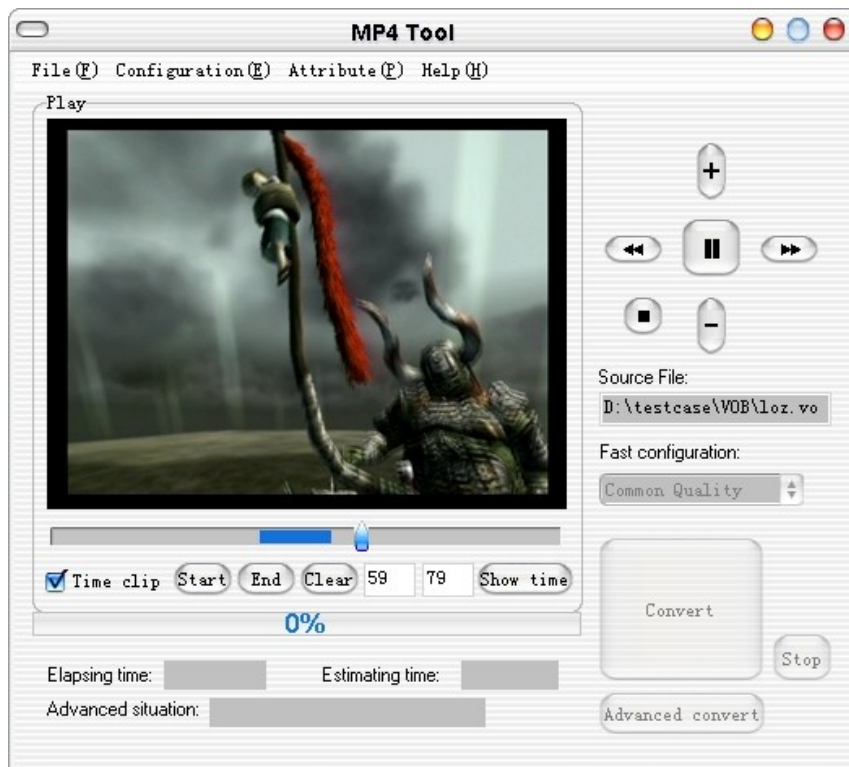 MP4 Tool
File(F) Configuration(E) Attribute(P) Help(H)
Play
Source File:
D:\testcase\VOB\loz.vo
Fast configuration:
Common Quality
Time clip Start End Clear 59 79 Show time
0%
Convert
Stop
Elapsing time: Estimating time:
Advanced situation:
Advanced convert